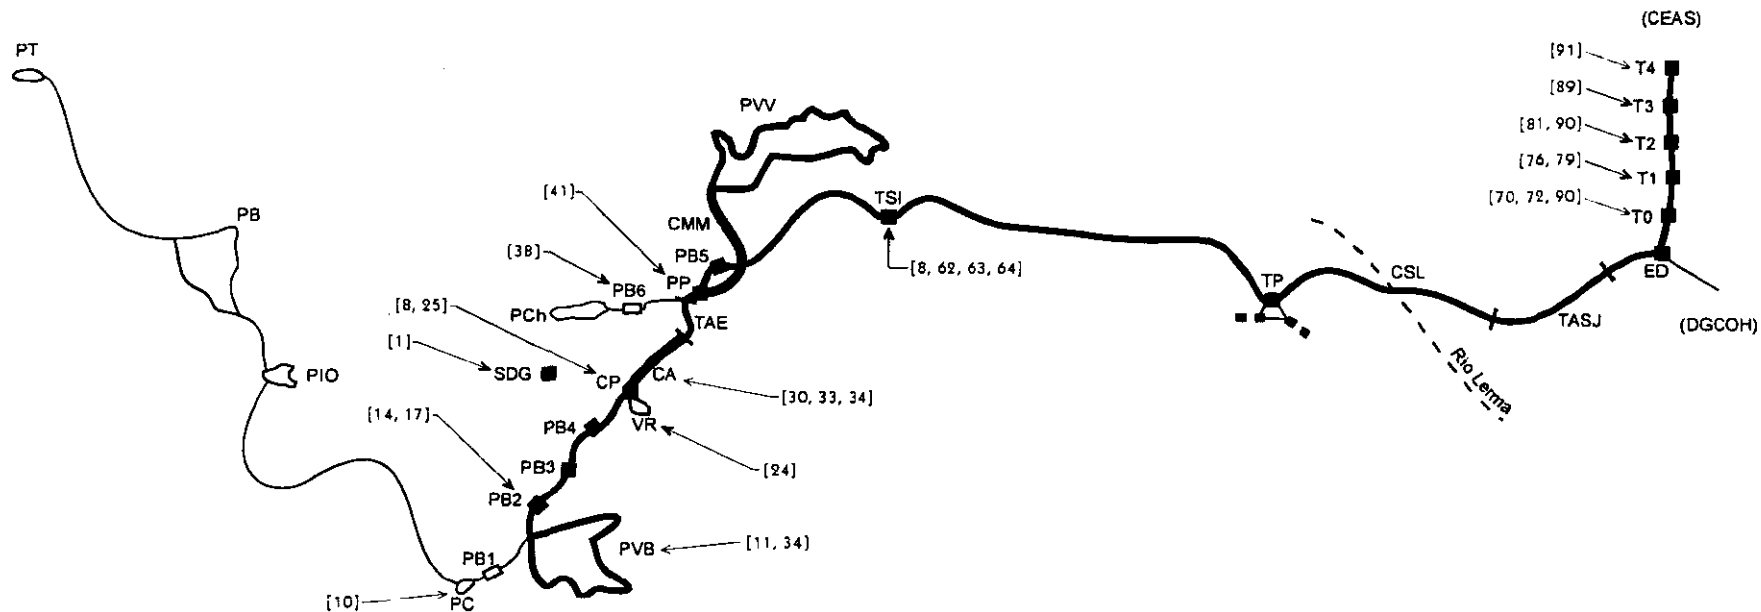 (CEAS)
PT
[91]
T4
[89]
T3
PVV
[81, 90]
T2
[76, 79]
T1
[41]
TSI
[70, 72, 90]
T0
PB
CMM
[38]
PB5
[8, 62, 63, 64]
CSL
ED
PP
TP
PB6
PCh
[8, 25]
TAE
TASJ
(DGCOH)
[1]
SDG
PIO
CP
CA
Rio Lerma
[30, 33, 34]
[14, 17]
PB4
VR
PB3
[24]
PB2
PVB
[11, 34]
PB1
[10]
PC